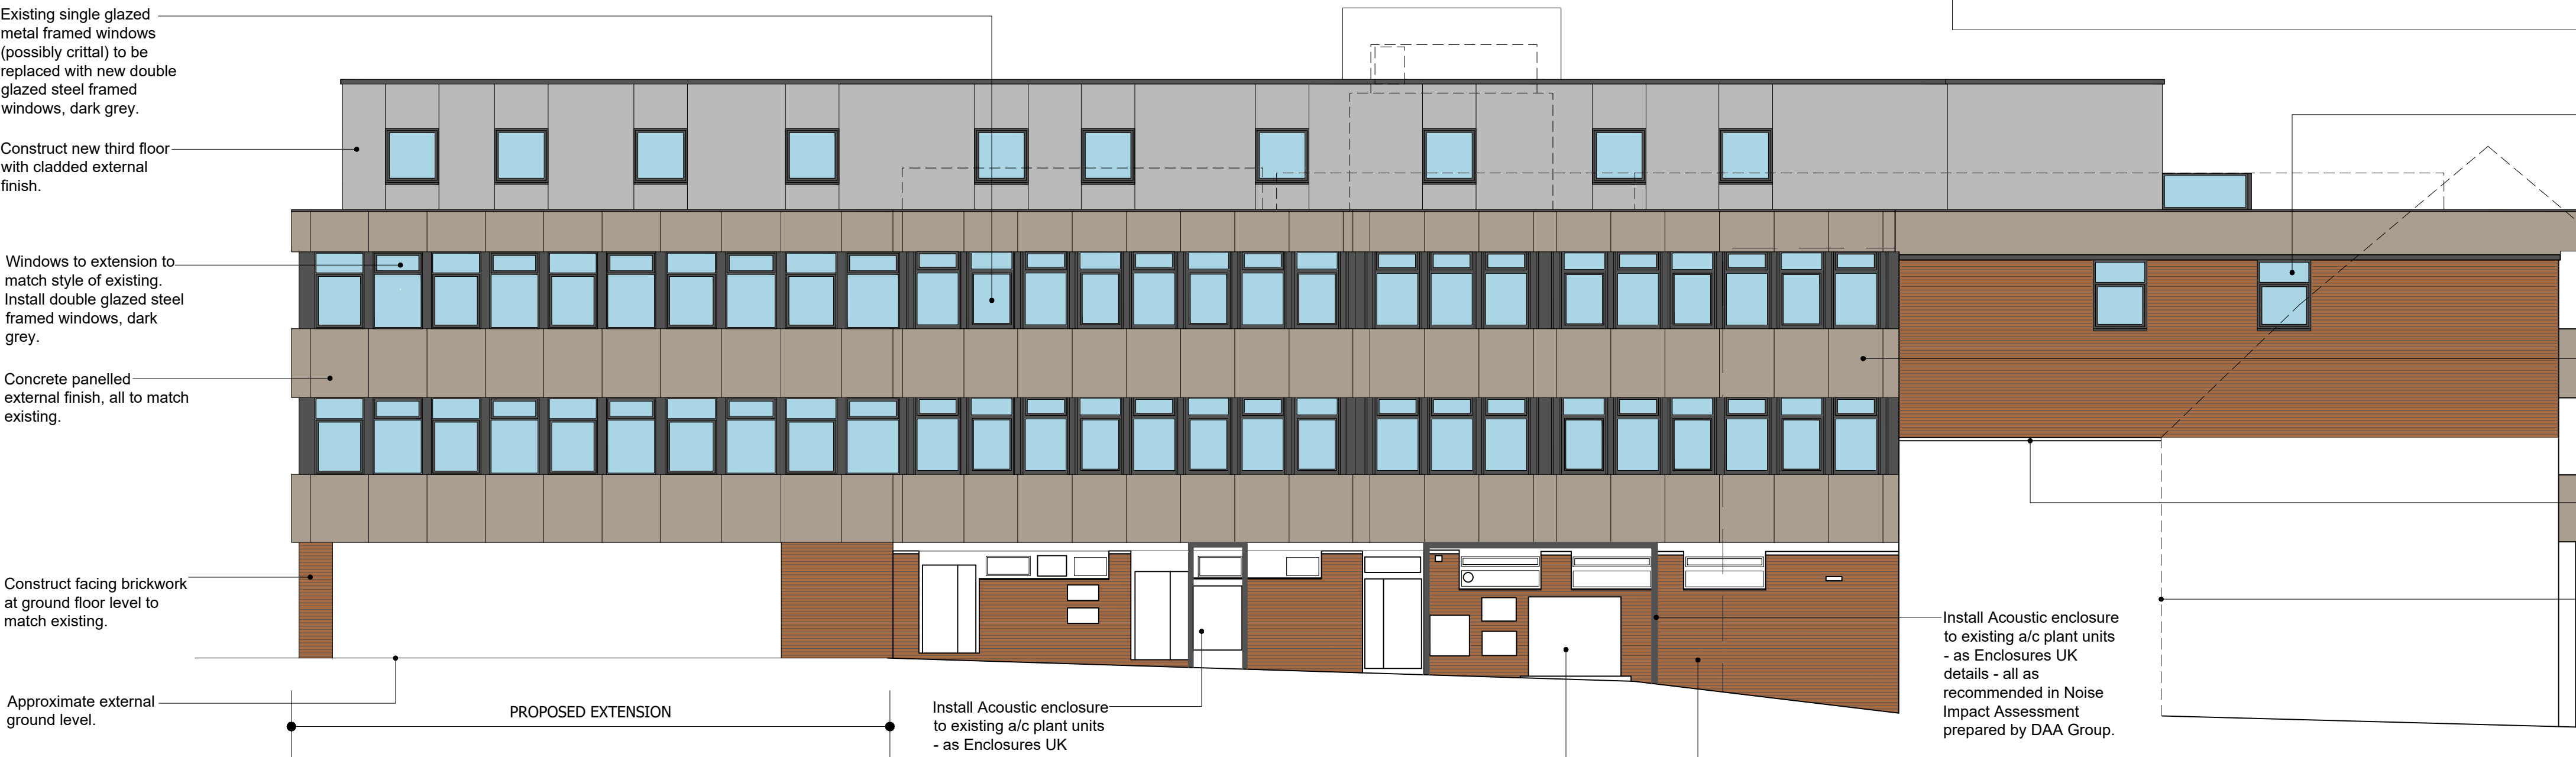 Existing single glazed
metal framed windows
(possibly crittal) to be
replaced with new double
glazed steel framed
windows, dark grey.
Construct new third floor
with cladded external
finish.
Windows to extension to
match style of existing.
Install double glazed steel
framed windows, dark
grey.
Concrete panelled
external finish, all to match
existing.
Construct facing brickwork
at ground floor level to
match existing.
Approximate external
ground level.
PROPOSED EXTENSION
Install Acoustic enclosure
to existing a/c plant units
- as Enclosures UK
Install Acoustic enclosure
to existing a/c plant units
- as Enclosures UK
details - all as
recommended in Noise
Impact Assessment
prepared by DAA Group.